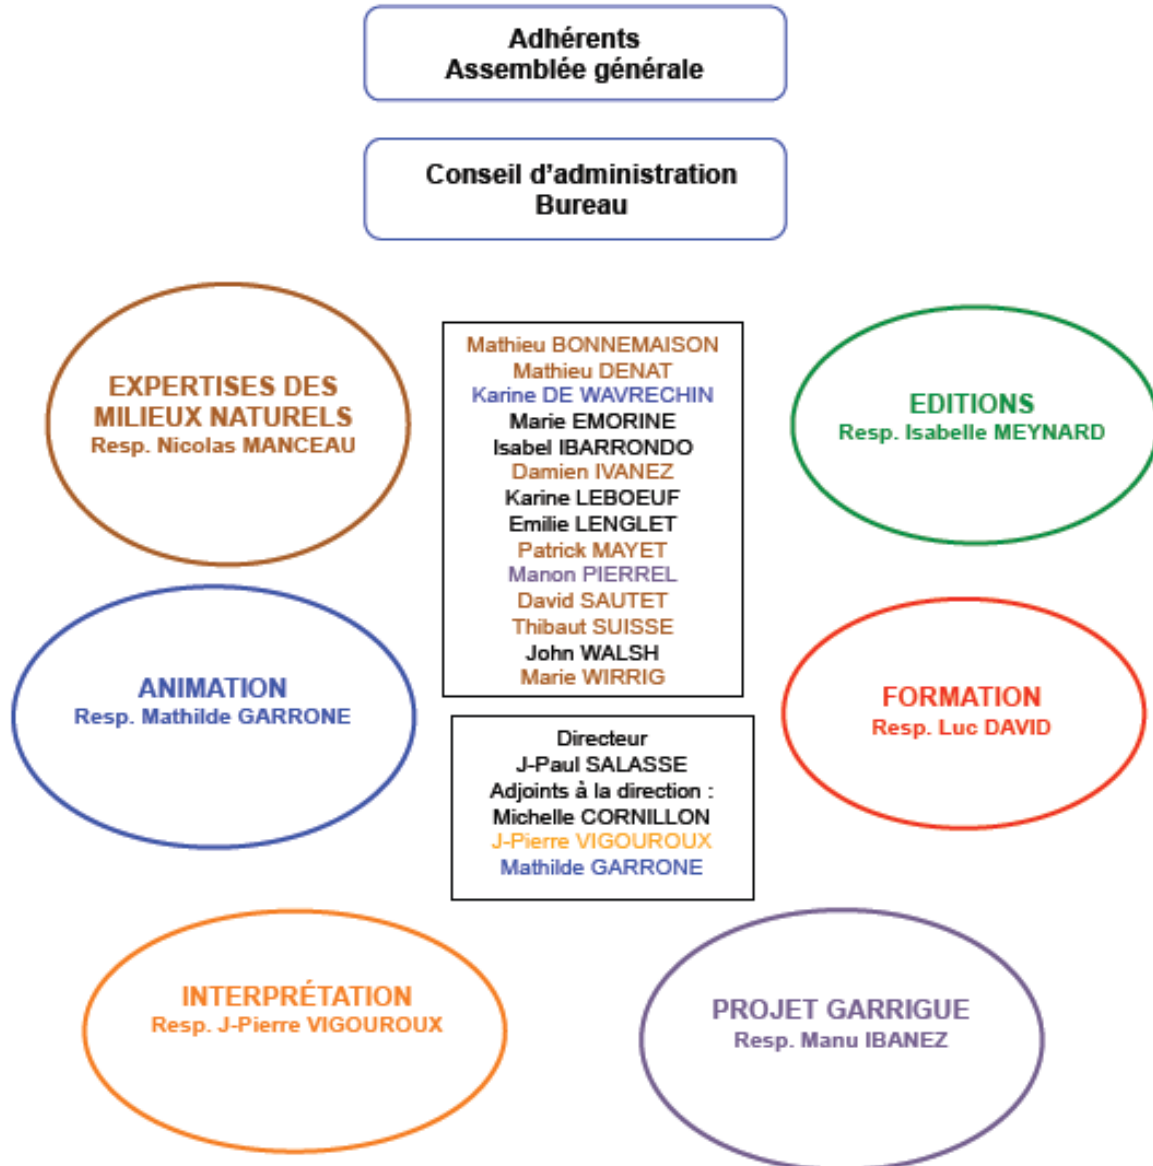 Adhérents
Assemblée générale
Conseil d'administration
Bureau
EXPERTISES DES
MILIEUX NATURELS
Resp. Nicolas MANCEAU
Mathieu BONNEMAISON
Mathieu DENAT
Karine DE WAVRECHIN
Marie EMORINE
Isabel IBARRONDO
Damien IVANEZ
Karine LEBOEUF
Emilie LENGLET
Patrick MAYET
Manon PIERREL
David SAUTET
Thibaut SUISSE
John WALSH
Marie WIRRIG
EDITIONS
Resp. Isabelle MEYNARD
ANIMATION
Resp. Mathilde GARRONE
Directeur
J-Paul SALASSE
Adjoints à la direction :
Michelle CORNILLON
J-Pierre VIGOUROUX
Mathilde GARRONE
FORMATION
Resp. Luc DAVID
INTERPRÉTATION
Resp. J-Pierre VIGOUROUX
PROJET GARRIGUE
Resp. Manu IBANEZ